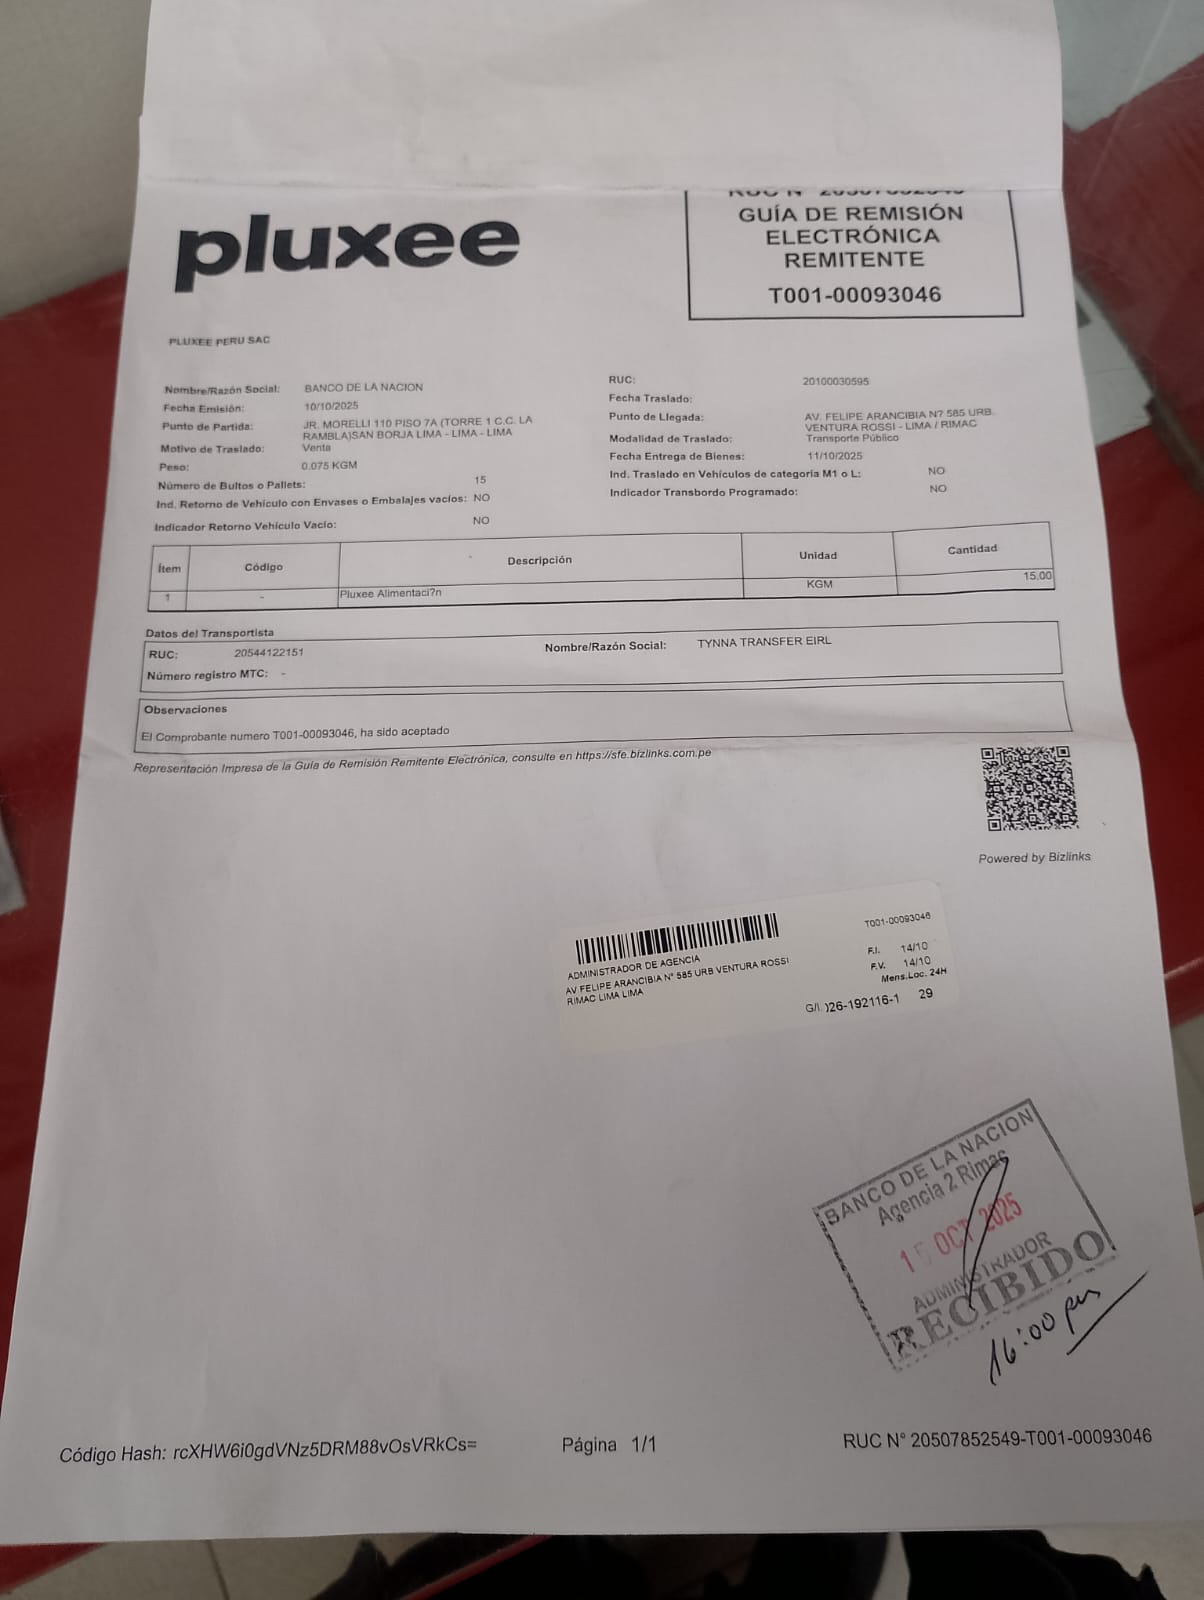 pluxee
RUC N° 20507852549
GUÍA DE REMISIÓN
ELECTRÓNICA
REMITENTE
T001-00093046
PLUXEE PERU SAC
Nombre/Razón Social: BANCO DE LA NACION
Fecha Emisión: 10/10/2025
Punto de Partida: JR. MORELLI 110 PISO 7A (TORRE 1 C.C. LA
RAMBLA)SAN BORJA LIMA - LIMA - LIMA
Motivo de Traslado: Venta
Peso: 0.075 KGM
Número de Bultos o Pallets: 15
Ind. Retorno de Vehículo con Envases o Embalajes vacíos: NO
Indicador Retorno Vehículo Vacío: NO
RUC: 20100030595
Fecha Traslado:
Punto de Llegada: AV. FELIPE ARANCIBIA N? 585 URB.
VENTURA ROSSI - LIMA / RIMAC
Modalidad de Traslado: Transporte Público
Fecha Entrega de Bienes: 11/10/2025
Ind. Traslado en Vehículos de categoría M1 o L: NO
Indicador Transbordo Programado: NO
Ítem Código Descripción Unidad Cantidad
1 - Pluxee Alimentaci?n KGM 15.00
Datos del Transportista
RUC: 20544122151 Nombre/Razón Social: TYNNA TRANSFER EIRL
Número registro MTC: -
Observaciones
El Comprobante numero T001-00093046, ha sido aceptado
Representación Impresa de la Guía de Remisión Remitente Electrónica, consulte en https://sfe.bizlinks.com.pe
Powered by Bizlinks
ADMINISTRADOR DE AGENCIA
AV FELIPE ARANCIBIA N° 585 URB VENTURA ROSSI
RIMAC LIMA LIMA
T001-00093046
F.I. 14/10
F.V. 14/10
Mens.Loc. 24H
G/I. )26-192116-1 29
BANCO DE LA NACION
Agencia 2 Rimac
15 OCT 2025
ADMINISTRADOR
RECIBIDO
16:00 pm
Código Hash: rcXHW6i0gdVNz5DRM88vOsVRkCs=
Página 1/1
RUC N° 20507852549-T001-00093046